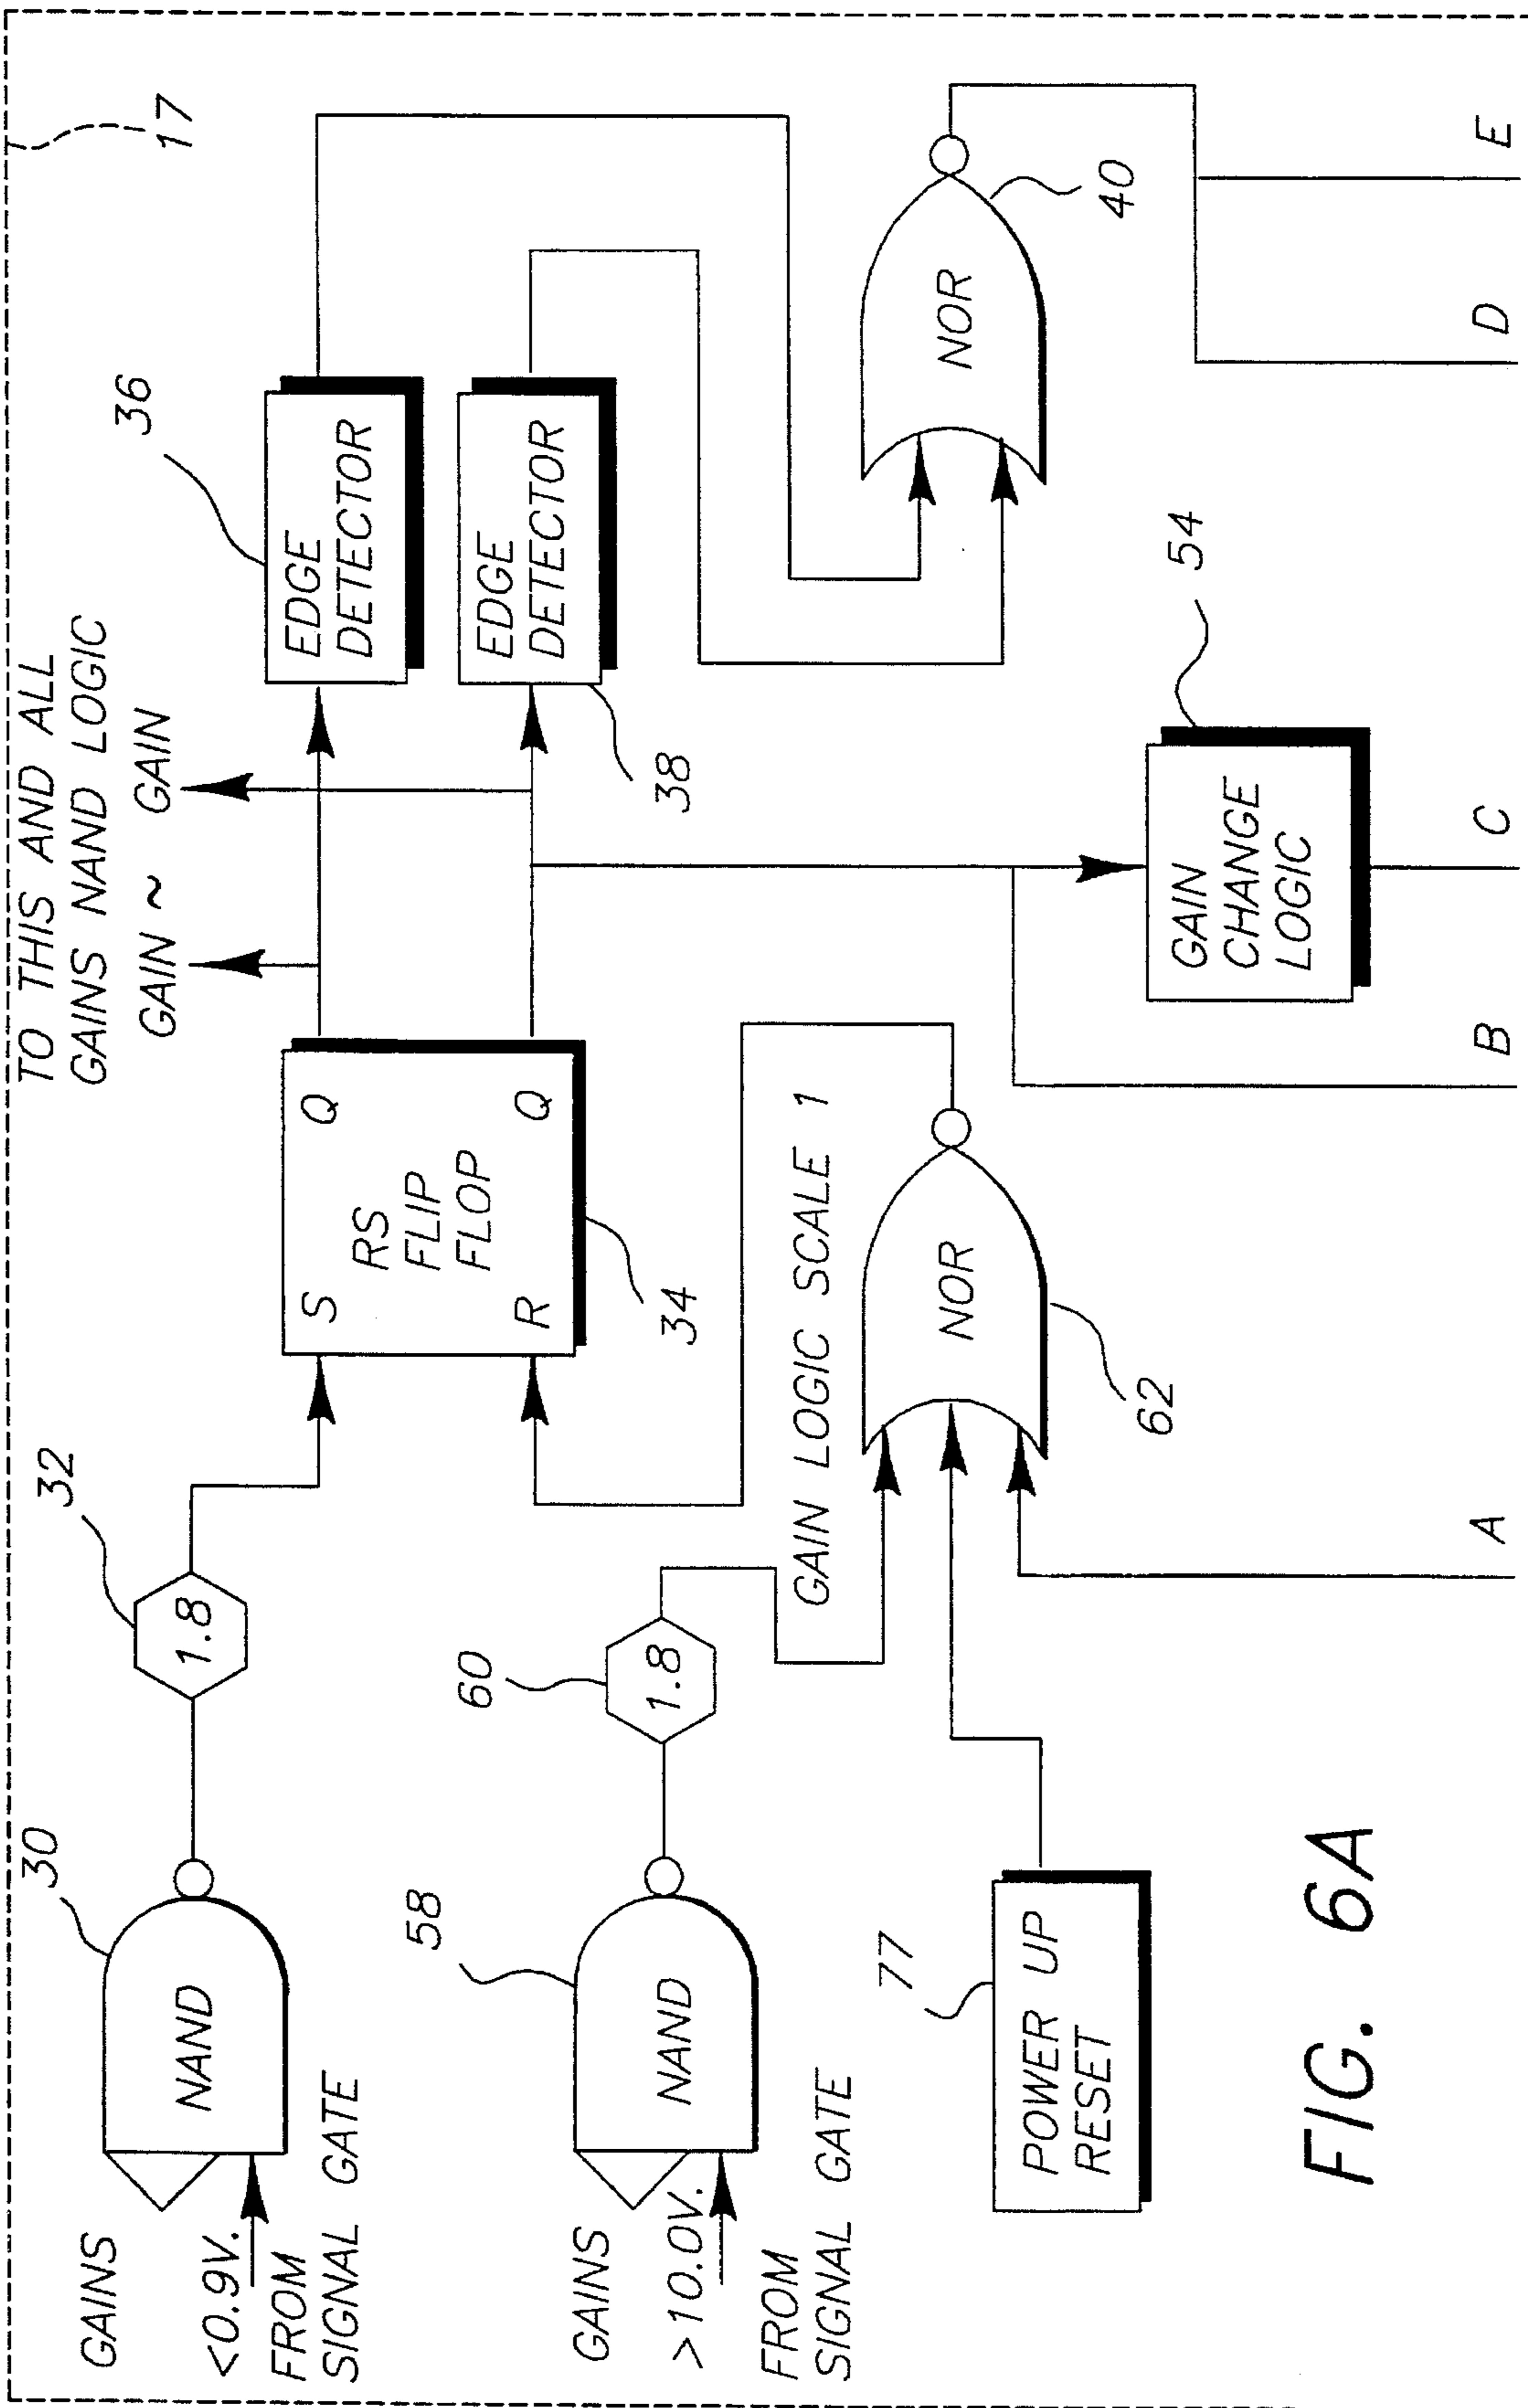 TO THIS AND ALL
GAINS NAND LOGIC
GAIN ~ GAIN
17
GAINS
<0.9V.
FROM
SIGNAL GATE
NAND
30
1.8
32
S Q
RS
FLIP
FLOP
R Q
34
EDGE
DETECTOR
36
EDGE
DETECTOR
38
GAINS
>10.0V.
FROM
SIGNAL GATE
NAND
58
1.8
60
GAIN LOGIC SCALE 1
NOR
62
NOR
40
POWER UP
RESET
77
GAIN
CHANGE
LOGIC
54
A
B
C
D
E
FIG. 6A